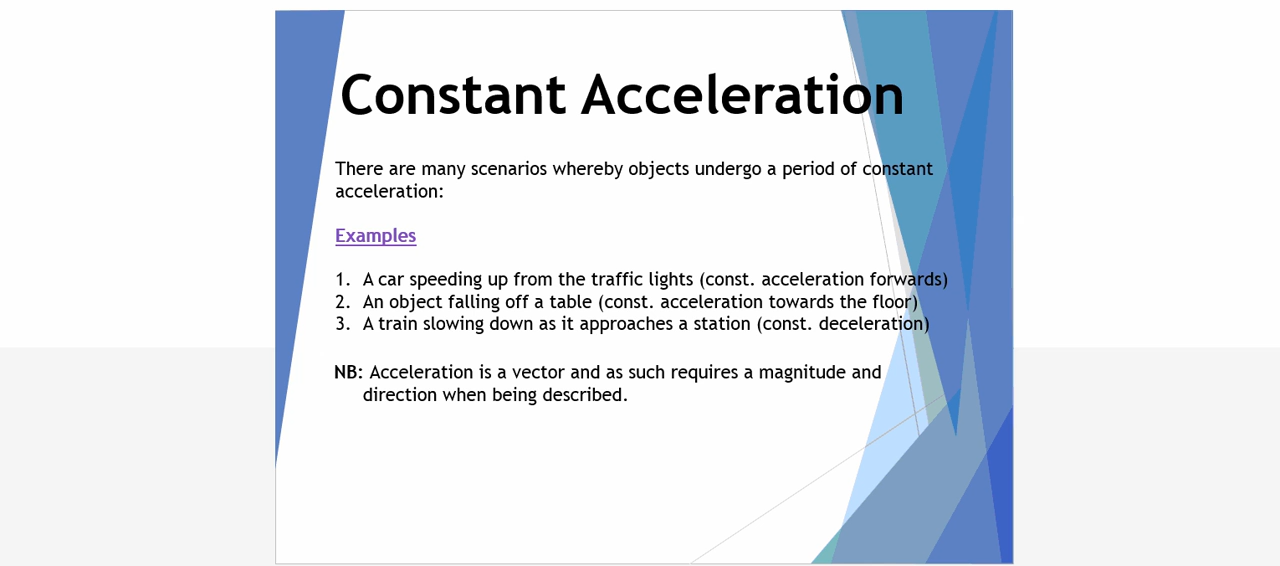 Constant Acceleration
There are many scenarios whereby objects undergo a period of constant
acceleration:
Examples
1. A car speeding up from the traffic lights (const. acceleration forwards)
2. An object falling off a table (const. acceleration towards the floor)
3. A train slowing down as it approaches a station (const. deceleration)
NB: Acceleration is a vector and as such requires a magnitude and
direction when being described.